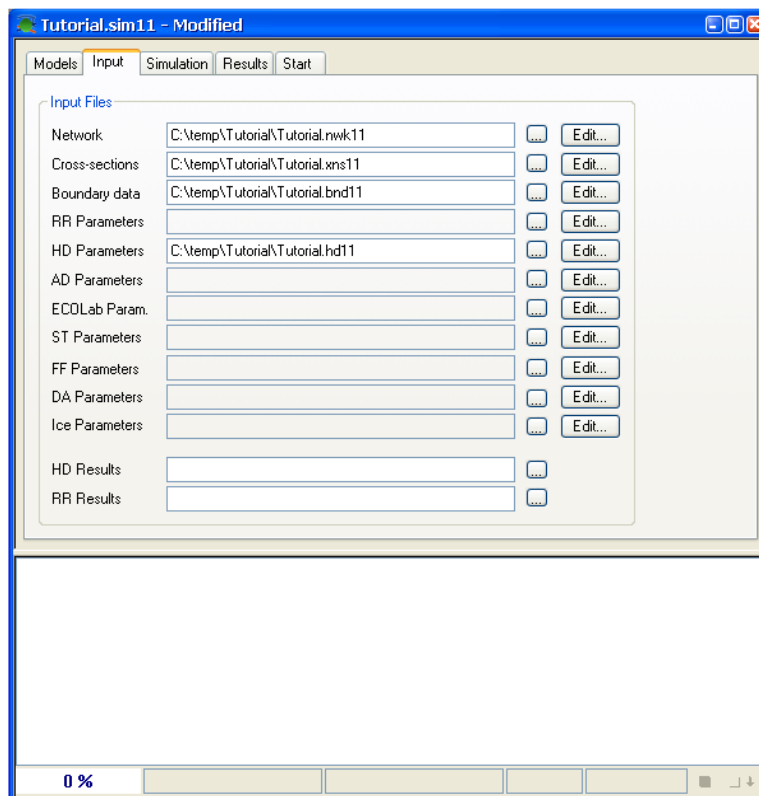 Tutorial.sim11 - Modified
Models Input Simulation Results Start
Input Files
Network C:\temp\Tutorial\Tutorial.nwk11 ... Edit...
Cross-sections C:\temp\Tutorial\Tutorial.xns11 ... Edit...
Boundary data C:\temp\Tutorial\Tutorial.bnd11 ... Edit...
RR Parameters ... Edit...
HD Parameters C:\temp\Tutorial\Tutorial.hd11 ... Edit...
AD Parameters ... Edit...
ECOLab Param. ... Edit...
ST Parameters ... Edit...
FF Parameters ... Edit...
DA Parameters ... Edit...
Ice Parameters ... Edit...
HD Results ...
RR Results ...
0 %